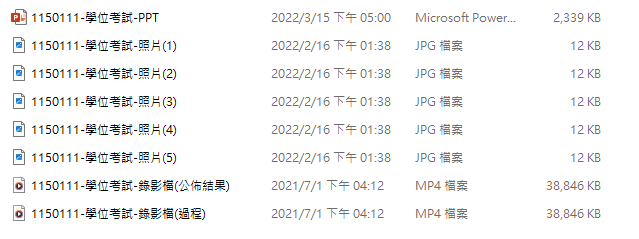 1150111-學位考試-PPT 2022/3/15 下午 05:00 Microsoft Power... 2,339 KB
1150111-學位考試-照片(1) 2022/2/16 下午 01:38 JPG 檔案 12 KB
1150111-學位考試-照片(2) 2022/2/16 下午 01:38 JPG 檔案 12 KB
1150111-學位考試-照片(3) 2022/2/16 下午 01:38 JPG 檔案 12 KB
1150111-學位考試-照片(4) 2022/2/16 下午 01:38 JPG 檔案 12 KB
1150111-學位考試-照片(5) 2022/2/16 下午 01:38 JPG 檔案 12 KB
1150111-學位考試-錄影檔(公佈結果) 2021/7/1 下午 04:12 MP4 檔案 38,846 KB
1150111-學位考試-錄影檔(過程) 2021/7/1 下午 04:12 MP4 檔案 38,846 KB